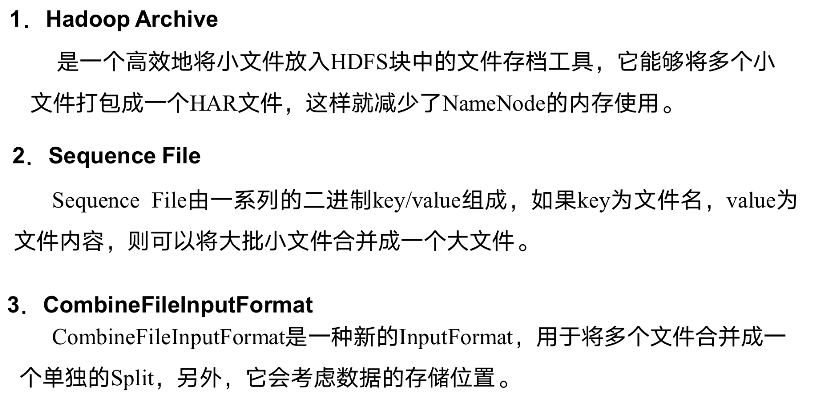 1．Hadoop Archive
是一个高效地将小文件放入HDFS块中的文件存档工具，它能够将多个小
文件打包成一个HAR文件，这样就减少了NameNode的内存使用。
2．Sequence File
Sequence File由一系列的二进制key/value组成，如果key为文件名，value为
文件内容，则可以将大批小文件合并成一个大文件。
3．CombineFileInputFormat
CombineFileInputFormat是一种新的InputFormat，用于将多个文件合并成一
个单独的Split，另外，它会考虑数据的存储位置。